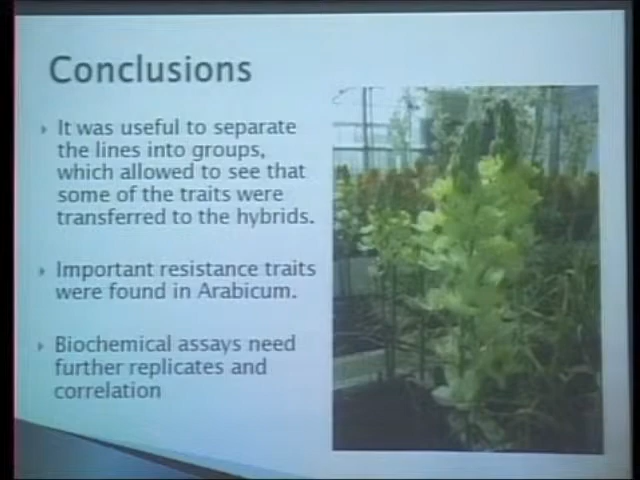 Conclusions
It was useful to separate
the lines into groups,
which allowed to see that
some of the traits were
transferred to the hybrids.
Important resistance traits
were found in Arabicum.
Biochemical assays need
further replicates and
correlation